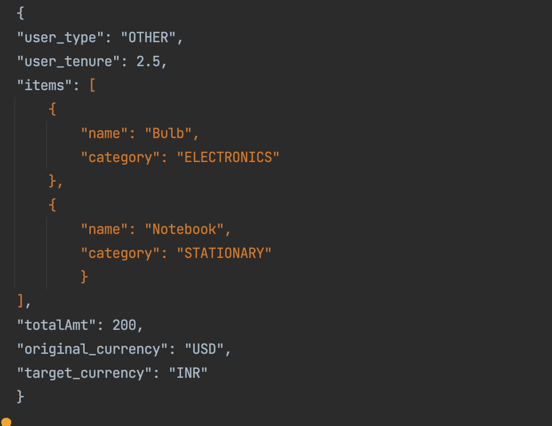 {
"user_type": "OTHER",
"user_tenure": 2.5,
"items": [
    {
        "name": "Bulb",
        "category": "ELECTRONICS"
    },
    {
        "name": "Notebook",
        "category": "STATIONARY"
        }
],
"totalAmt": 200,
"original_currency": "USD",
"target_currency": "INR"
}